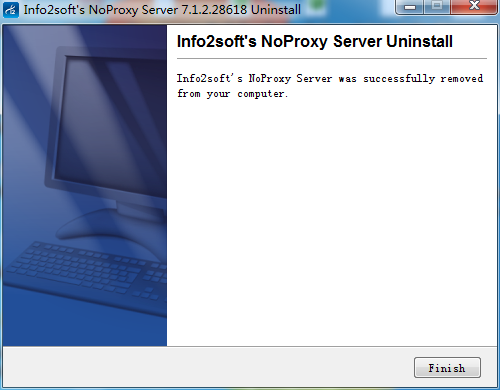 Info2soft's NoProxy Server 7.1.2.28618 Uninstall
Info2soft's NoProxy Server Uninstall
Info2soft's NoProxy Server was successfully removed
from your computer.
Finish